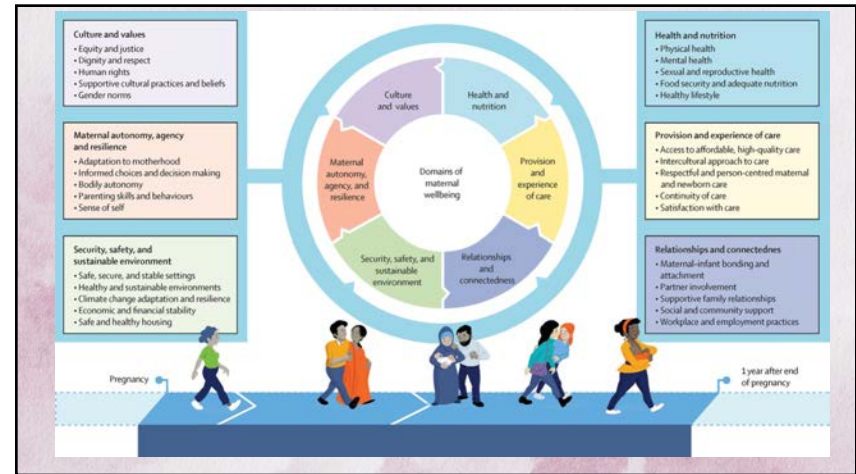 Culture and values
• Equity and justice
• Dignity and respect
• Human rights
• Supportive cultural practices and beliefs
• Gender norms
Maternal autonomy, agency
and resilience
• Adaptation to motherhood
• Informed choices and decision making
• Bodily autonomy
• Parenting skills and behaviours
• Sense of self
Security, safety, and
sustainable environment
• Safe, secure, and stable settings
• Healthy and sustainable environments
• Climate change adaptation and resilience
• Economic and financial stability
• Safe and healthy housing
Culture
and values
Health and
nutrition
Maternal
autonomy,
agency, and
resilience
Domains of
maternal
wellbeing
Provision
and
experience
of care
Security, safety, and
sustainable
environment
Relationships
and
connectedness
Health and nutrition
• Physical health
• Mental health
• Sexual and reproductive health
• Food security and adequate nutrition
• Healthy lifestyle
Provision and experience of care
• Access to affordable, high-quality care
• Intercultural approach to care
• Respectful and person-centred maternal
and newborn care
• Continuity of care
• Satisfaction with care
Relationships and connectednes
• Maternal–infant bonding and
attachment
• Partner involvement
• Supportive family relationships
• Social and community support
• Workplace and employment practices
Pregnancy
1 year after end
of pregnancy